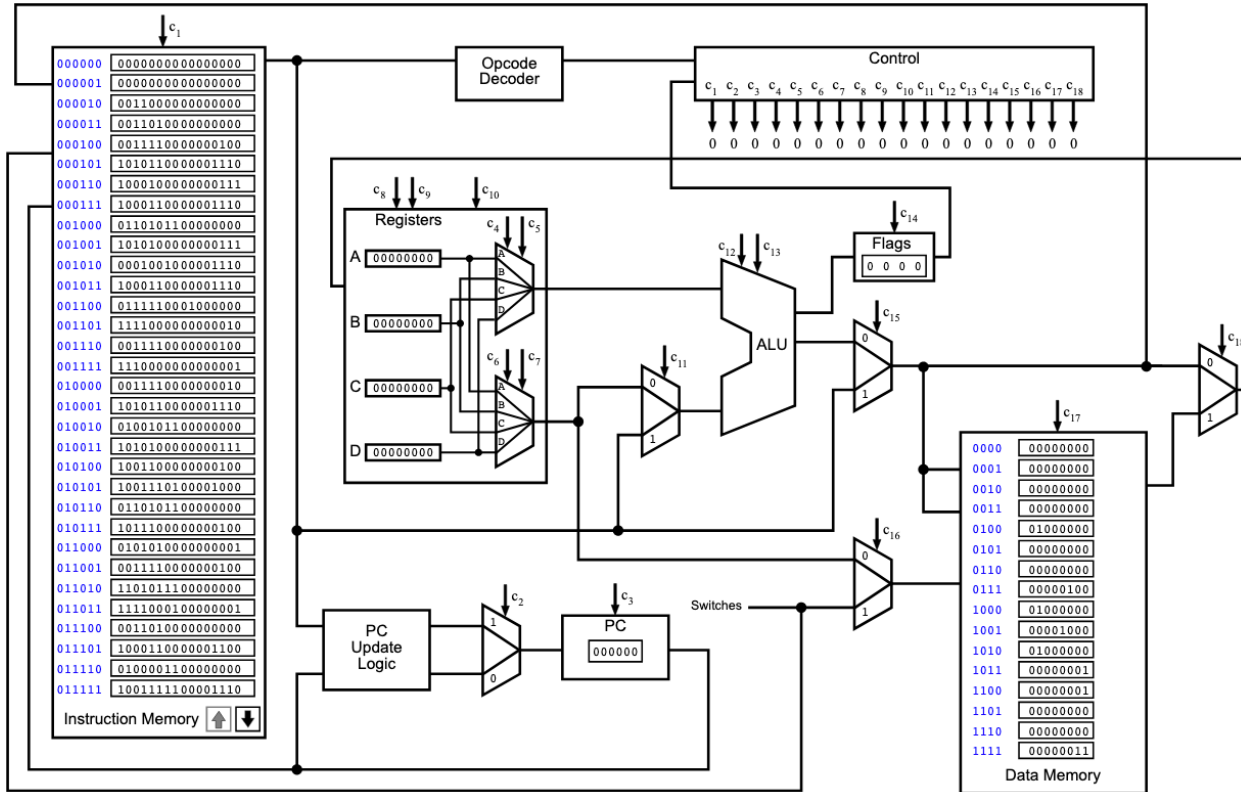 c1
000000 0000000000000000
000001 0000000000000000
000010 0011000000000000
000011 0011010000000000
000100 0011110000000100
000101 1010110000001110
000110 1000100000000111
000111 1000110000001110
001000 0110101100000000
001001 1010100000000111
001010 0001001000001110
001011 1000110000001110
001100 0111110001000000
001101 1111000000000010
001110 0011110000000100
001111 1110000000000001
010000 0011110000000010
010001 1010110000001110
010010 0100101100000000
010011 1010100000000111
010100 1001100000000100
010101 1001110100001000
010110 0110101100000000
010111 1011100000000100
011000 0101010000000001
011001 0011110000000100
011010 1101011100000000
011011 1111000100000001
011100 0011010000000000
011101 1000110000001100
011110 0100001100000000
011111 1001111100001110
Instruction Memory
Opcode
Decoder
Control
c1 c2 c3 c4 c5 c6 c7 c8 c9 c10 c11 c12 c13 c14 c15 c16 c17 c18
0 0 0 0 0 0 0 0 0 0 0 0 0 0 0 0 0 0
c8 c9 c10
Registers
c4 c5
A 00000000
B 00000000
C 00000000
D 00000000
A
B
C
D
c6 c7
A
B
C
D
c11
0
1
c12 c13
ALU
c14
Flags
0 0 0 0
c15
0
1
c16
0
1
Switches
c18
0
1
PC
Update
Logic
c2
1
0
c3
PC
000000
c17
0000 00000000
0001 00000000
0010 00000000
0011 00000000
0100 01000000
0101 00000000
0110 00000000
0111 00000100
1000 01000000
1001 00001000
1010 01000000
1011 00000001
1100 00000001
1101 00000000
1110 00000000
1111 00000011
Data Memory